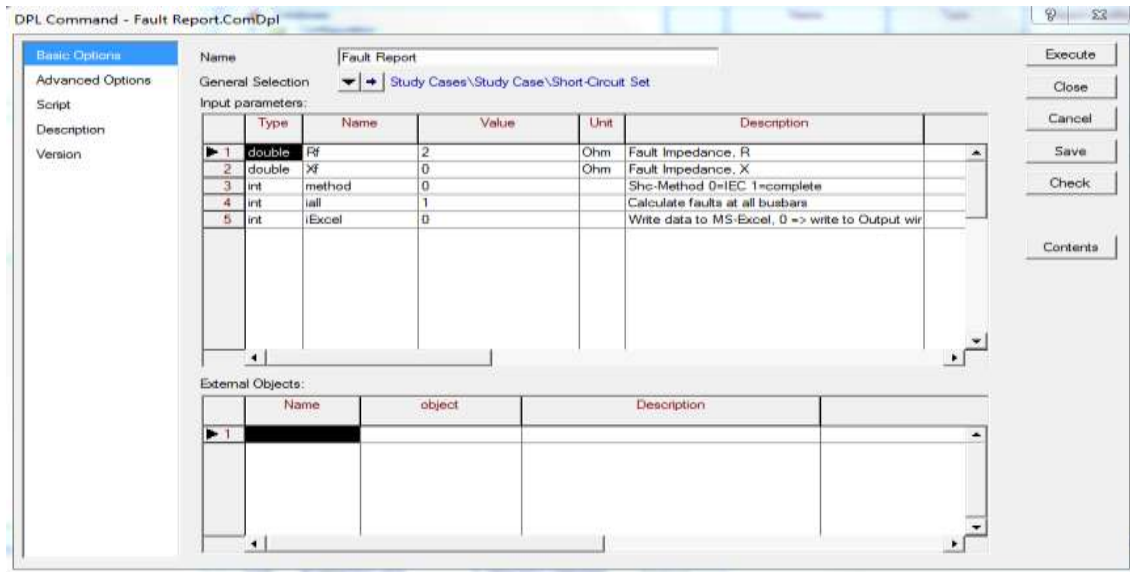 DPL Command - Fault Report.ComDpl
Basic Options
Advanced Options
Script
Description
Version
Name Fault Report
General Selection Study Cases\Study Case\Short-Circuit Set
Input parameters:
Type Name Value Unit Description
1 double Rf 2 Ohm Fault Impedance, R
2 double Xf 0 Ohm Fault Impedance, X
3 int method 0 Shc-Method 0=IEC 1=complete
4 int iall 1 Calculate faults at all busbars
5 int iExcel 0 Write data to MS-Excel, 0 => write to Output wir
External Objects:
Name object Description
1
Execute
Close
Cancel
Save
Check
Contents